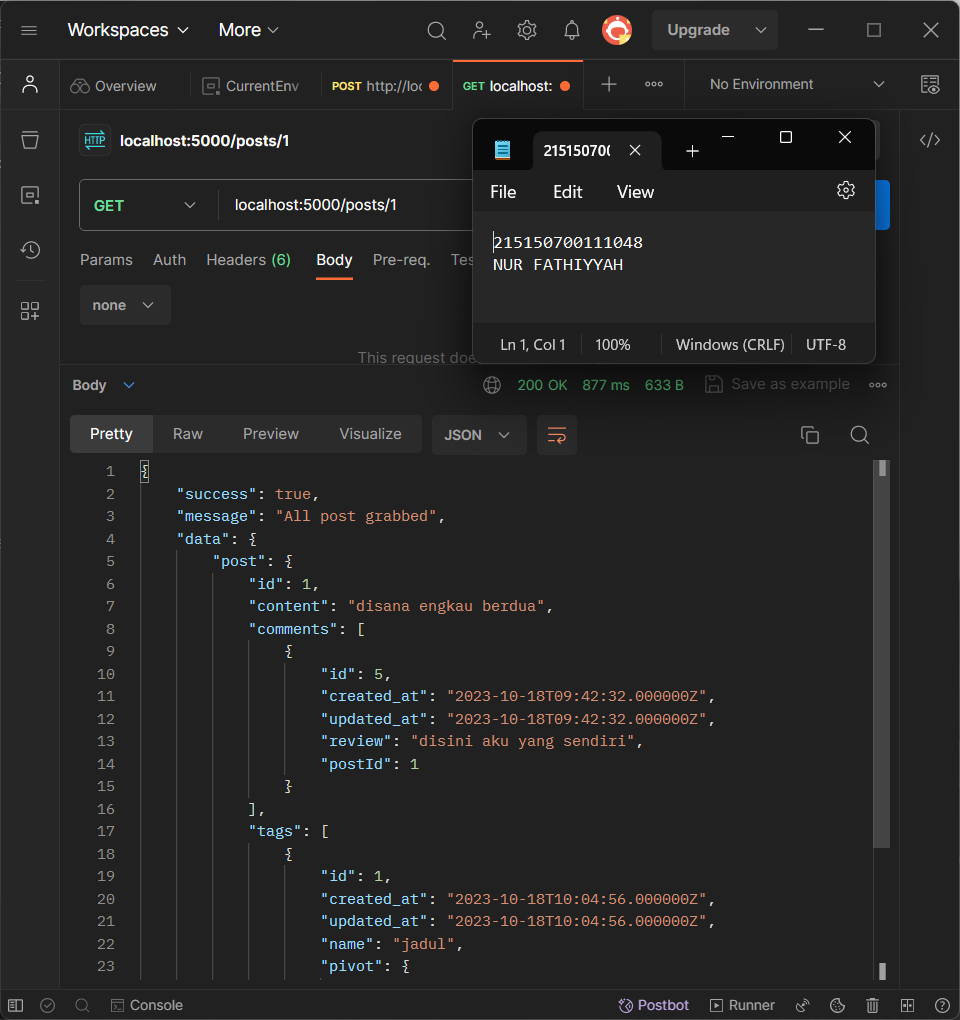 Workspaces More Upgrade
Overview CurrentEnv POST http://loc GET localhost: No Environment
HTTP localhost:5000/posts/1
GET localhost:5000/posts/1
Params Auth Headers (6) Body Pre-req. Tes
none
This request doe
215150700
File Edit View
215150700111048
NUR FATHIYYAH
Ln 1, Col 1 100% Windows (CRLF) UTF-8
Body 200 OK 877 ms 633 B Save as example
Pretty Raw Preview Visualize JSON
1 {
2 "success": true,
3 "message": "All post grabbed",
4 "data": {
5 "post": {
6 "id": 1,
7 "content": "disana engkau berdua",
8 "comments": [
9 {
10 "id": 5,
11 "created_at": "2023-10-18T09:42:32.000000Z",
12 "updated_at": "2023-10-18T09:42:32.000000Z",
13 "review": "disini aku yang sendiri",
14 "postId": 1
15 }
16 ],
17 "tags": [
18 {
19 "id": 1,
20 "created_at": "2023-10-18T10:04:56.000000Z",
21 "updated_at": "2023-10-18T10:04:56.000000Z",
22 "name": "jadul",
23 "pivot": {
Console Postbot Runner